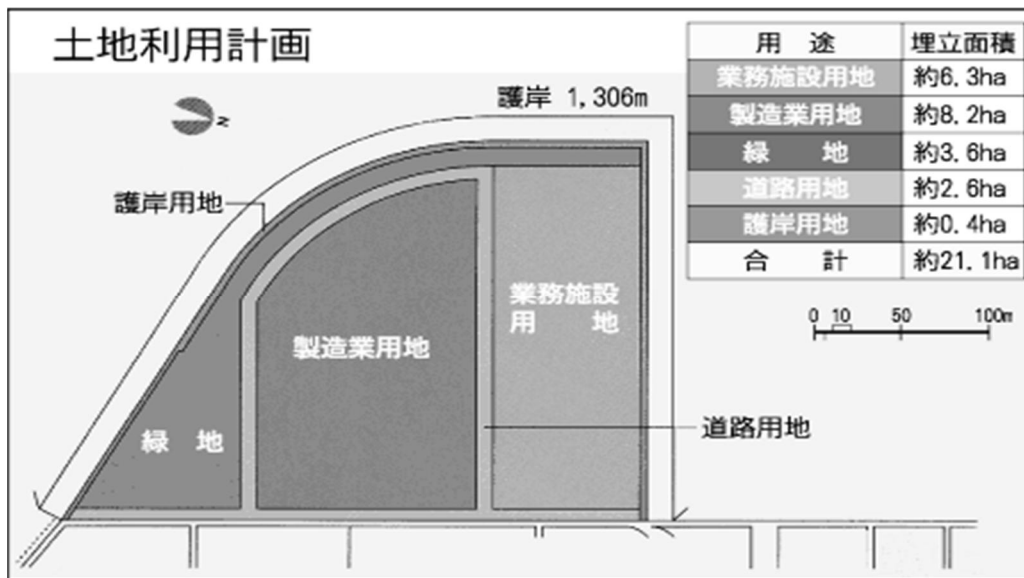 土地利用計画
用　途　埋立面積
業務施設用地　約6.3ha
製造業用地　約8.2ha
緑　　地　約3.6ha
道路用地　約2.6ha
護岸用地　約0.4ha
合　　計　約21.1ha
護岸 1,306m
N
護岸用地
0 10 50 100m
業務施設
用　　地
製造業用地
道路用地
緑　地